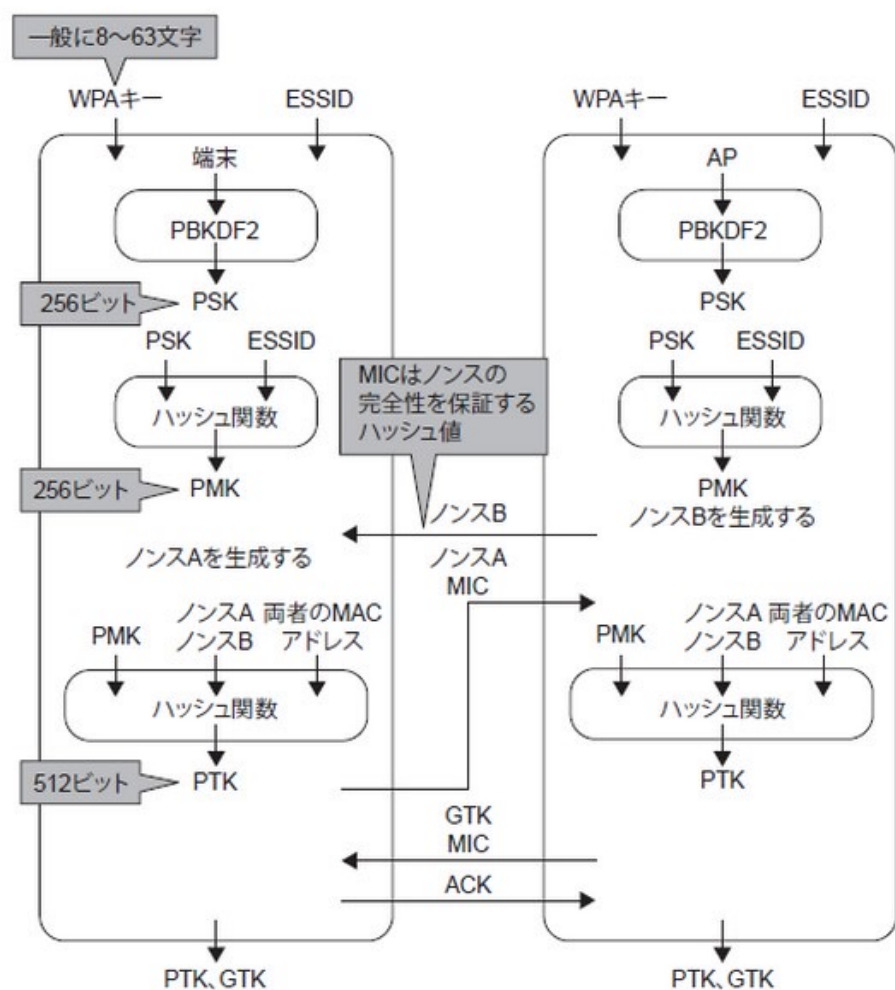 一般に8～63文字
WPAキー
ESSID
端末
PBKDF2
256ビット
PSK
PSK
ESSID
ハッシュ関数
256ビット
PMK
ノンスAを生成する
PMK
ノンスA
ノンスB
両者のMAC
アドレス
ハッシュ関数
512ビット
PTK
PTK、GTK
MICはノンスの
完全性を保証する
ハッシュ値
ノンスB
ノンスA
MIC
GTK
MIC
ACK
WPAキー
ESSID
AP
PBKDF2
PSK
PSK
ESSID
ハッシュ関数
PMK
ノンスBを生成する
PMK
ノンスA
ノンスB
両者のMAC
アドレス
ハッシュ関数
PTK
PTK、GTK